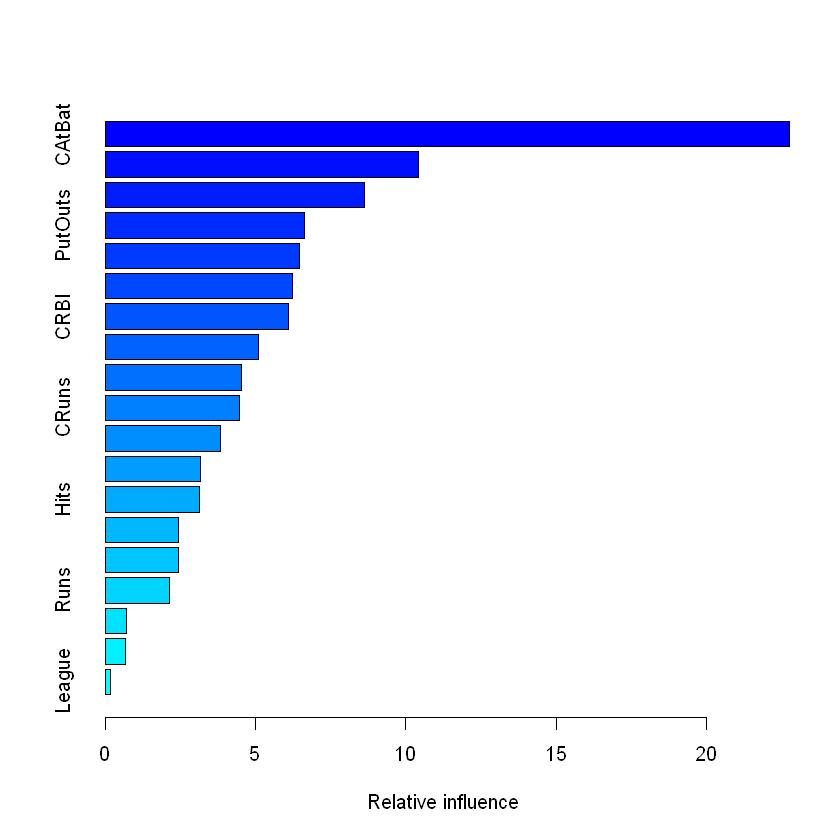 CAtBat
PutOuts
CRBI
CRuns
Hits
Runs
League
0 5 10 15 20
Relative influence